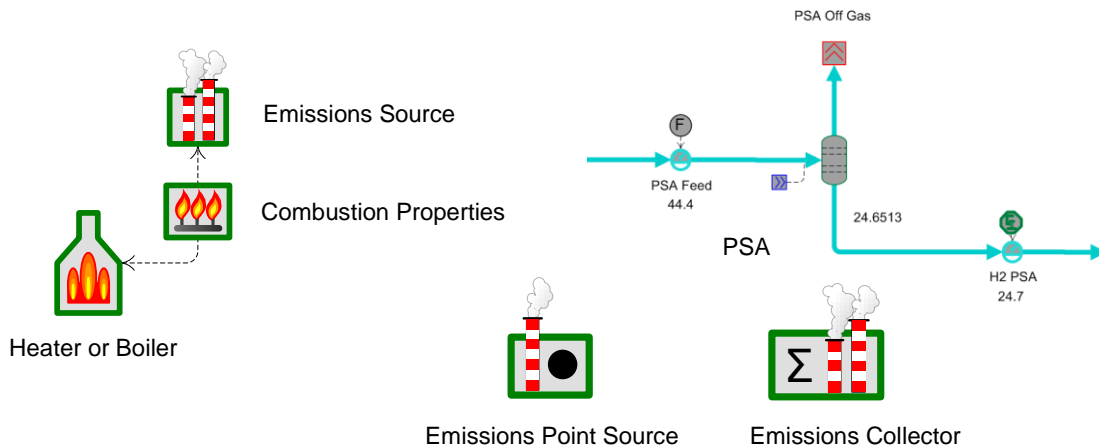 PSA Off Gas
Emissions Source
F
PSA Feed
44.4
Combustion Properties
24.6513
PSA
H2 PSA
24.7
Heater or Boiler
Σ
Emissions Point Source
Emissions Collector